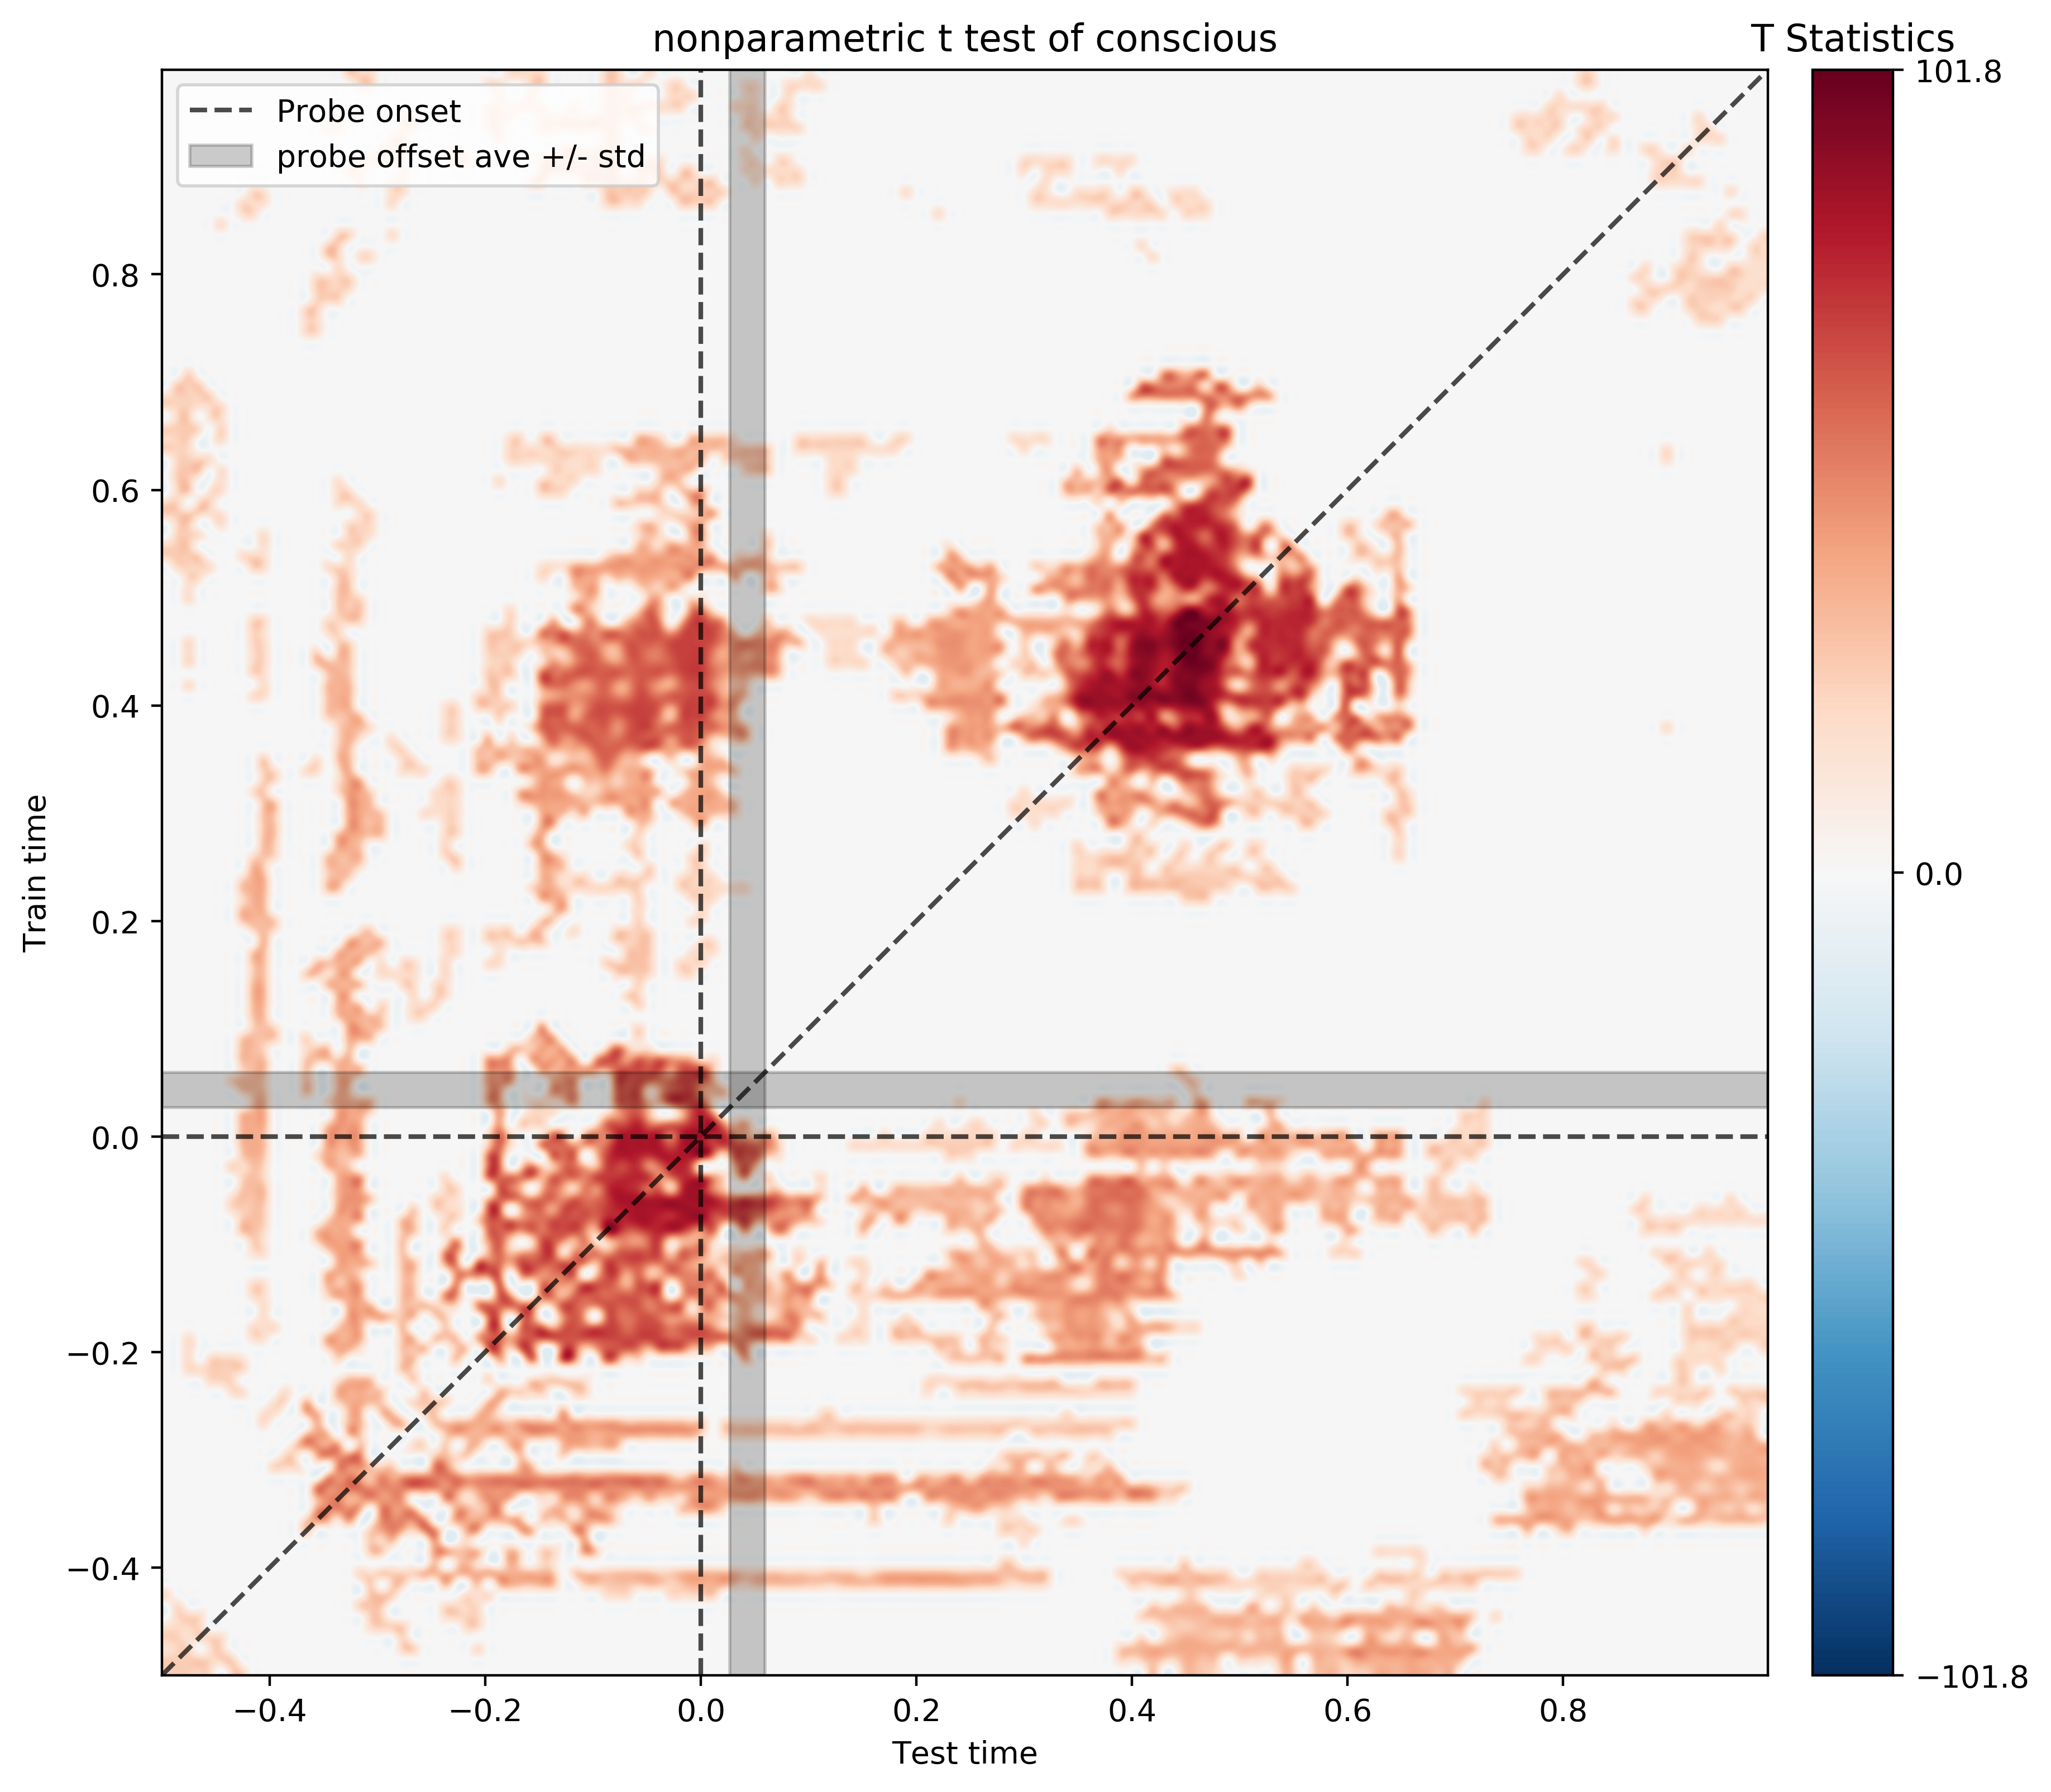 nonparametric t test of conscious
T Statistics
Probe onset
probe offset ave +/- std
101.8
0.0
−101.8
0.8
0.6
0.4
0.2
0.0
−0.2
−0.4
Train time
−0.4
−0.2
0.0
0.2
0.4
0.6
0.8
Test time